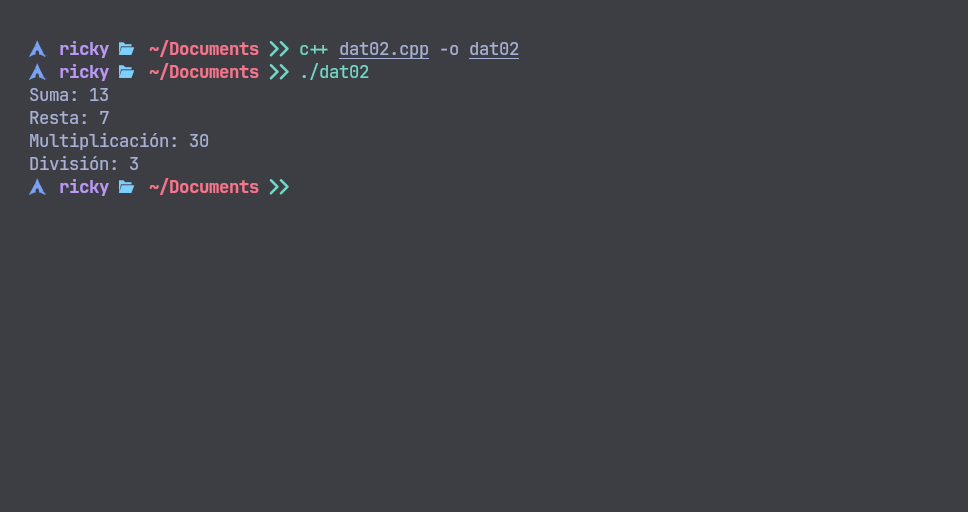 ricky ~/Documents >> c++ dat02.cpp -o dat02
ricky ~/Documents >> ./dat02
Suma: 13
Resta: 7
Multiplicación: 30
División: 3
ricky ~/Documents >>